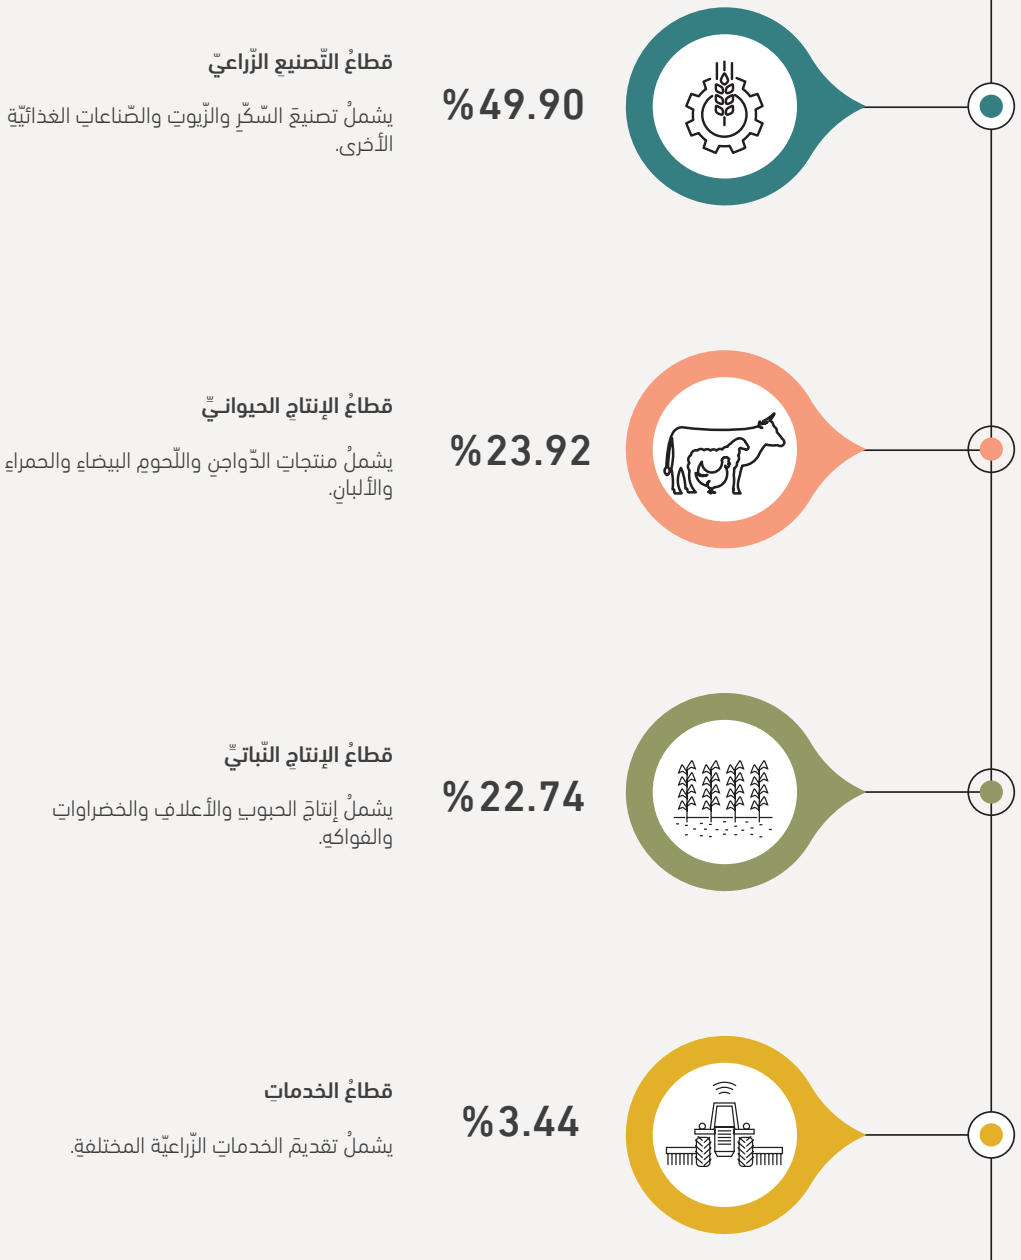 قطاعُ التّصنيعِ الزّراعيّ
%49.90
يشملُ تصنيعَ السّكّرِ والزّيوتِ والصّناعاتِ الغذائيّةِ
الأخرى.
قطاعُ الإنتاجِ الحيوانـيِّ
%23.92
يشملُ منتجاتِ الدّواجنِ واللّحومِ البيضاءِ والحمراءِ
والألبانِ.
قطاعُ الإنتاجِ النّباتيِّ
%22.74
يشملُ إنتاجَ الحبوبِ والأعلافِ والخضراواتِ
والفواكهِ.
قطاعُ الخدماتِ
%3.44
يشملُ تقديمَ الخدماتِ الزّراعيّة المختلفةِ.